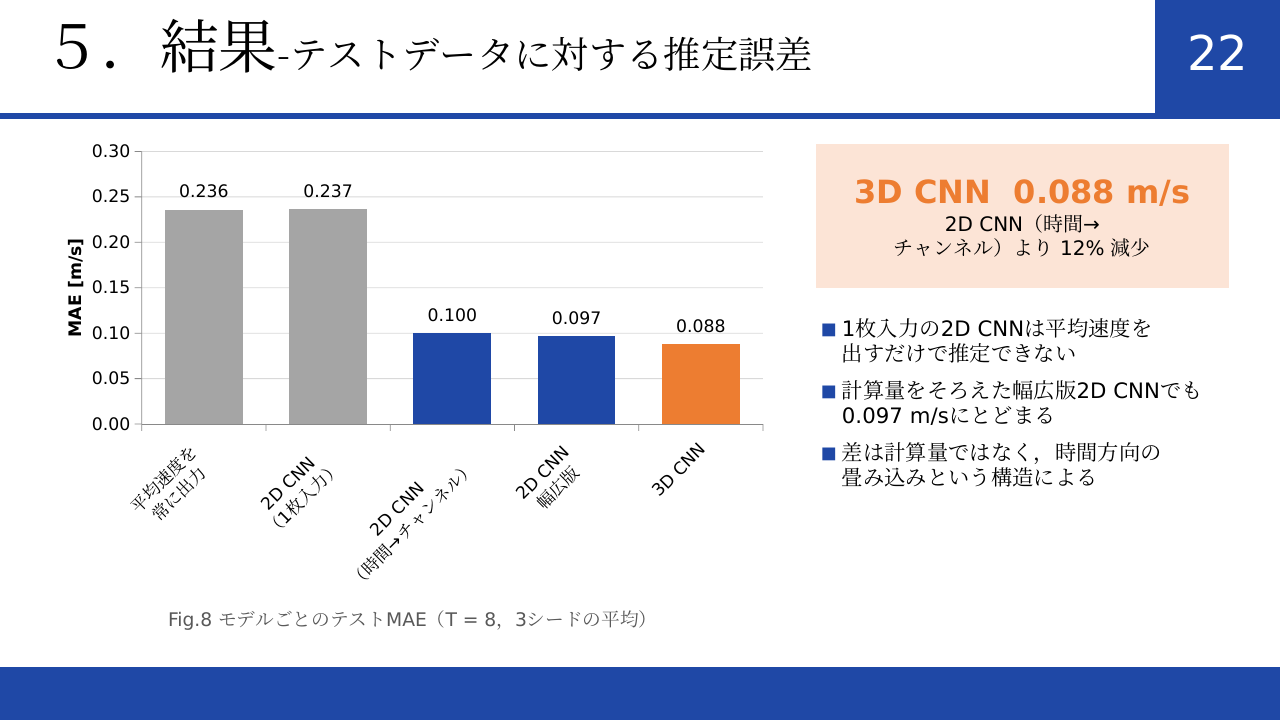 5．結果-テストデータに対する推定誤差
22
0.30
0.25
0.20
0.15
0.10
0.05
0.00
MAE [m/s]
0.236
0.237
0.100
0.097
0.088
平均速度を
常に出力
2D CNN
（1枚入力）
2D CNN
（時間→チャンネル）
2D CNN
幅広版
3D CNN
Fig.8 モデルごとのテストMAE（T = 8，3シードの平均）
3D CNN  0.088 m/s
2D CNN（時間→
チャンネル）より 12% 減少
■1枚入力の2D CNNは平均速度を
出すだけで推定できない
■計算量をそろえた幅広版2D CNNでも
0.097 m/sにとどまる
■差は計算量ではなく，時間方向の
畳み込みという構造による